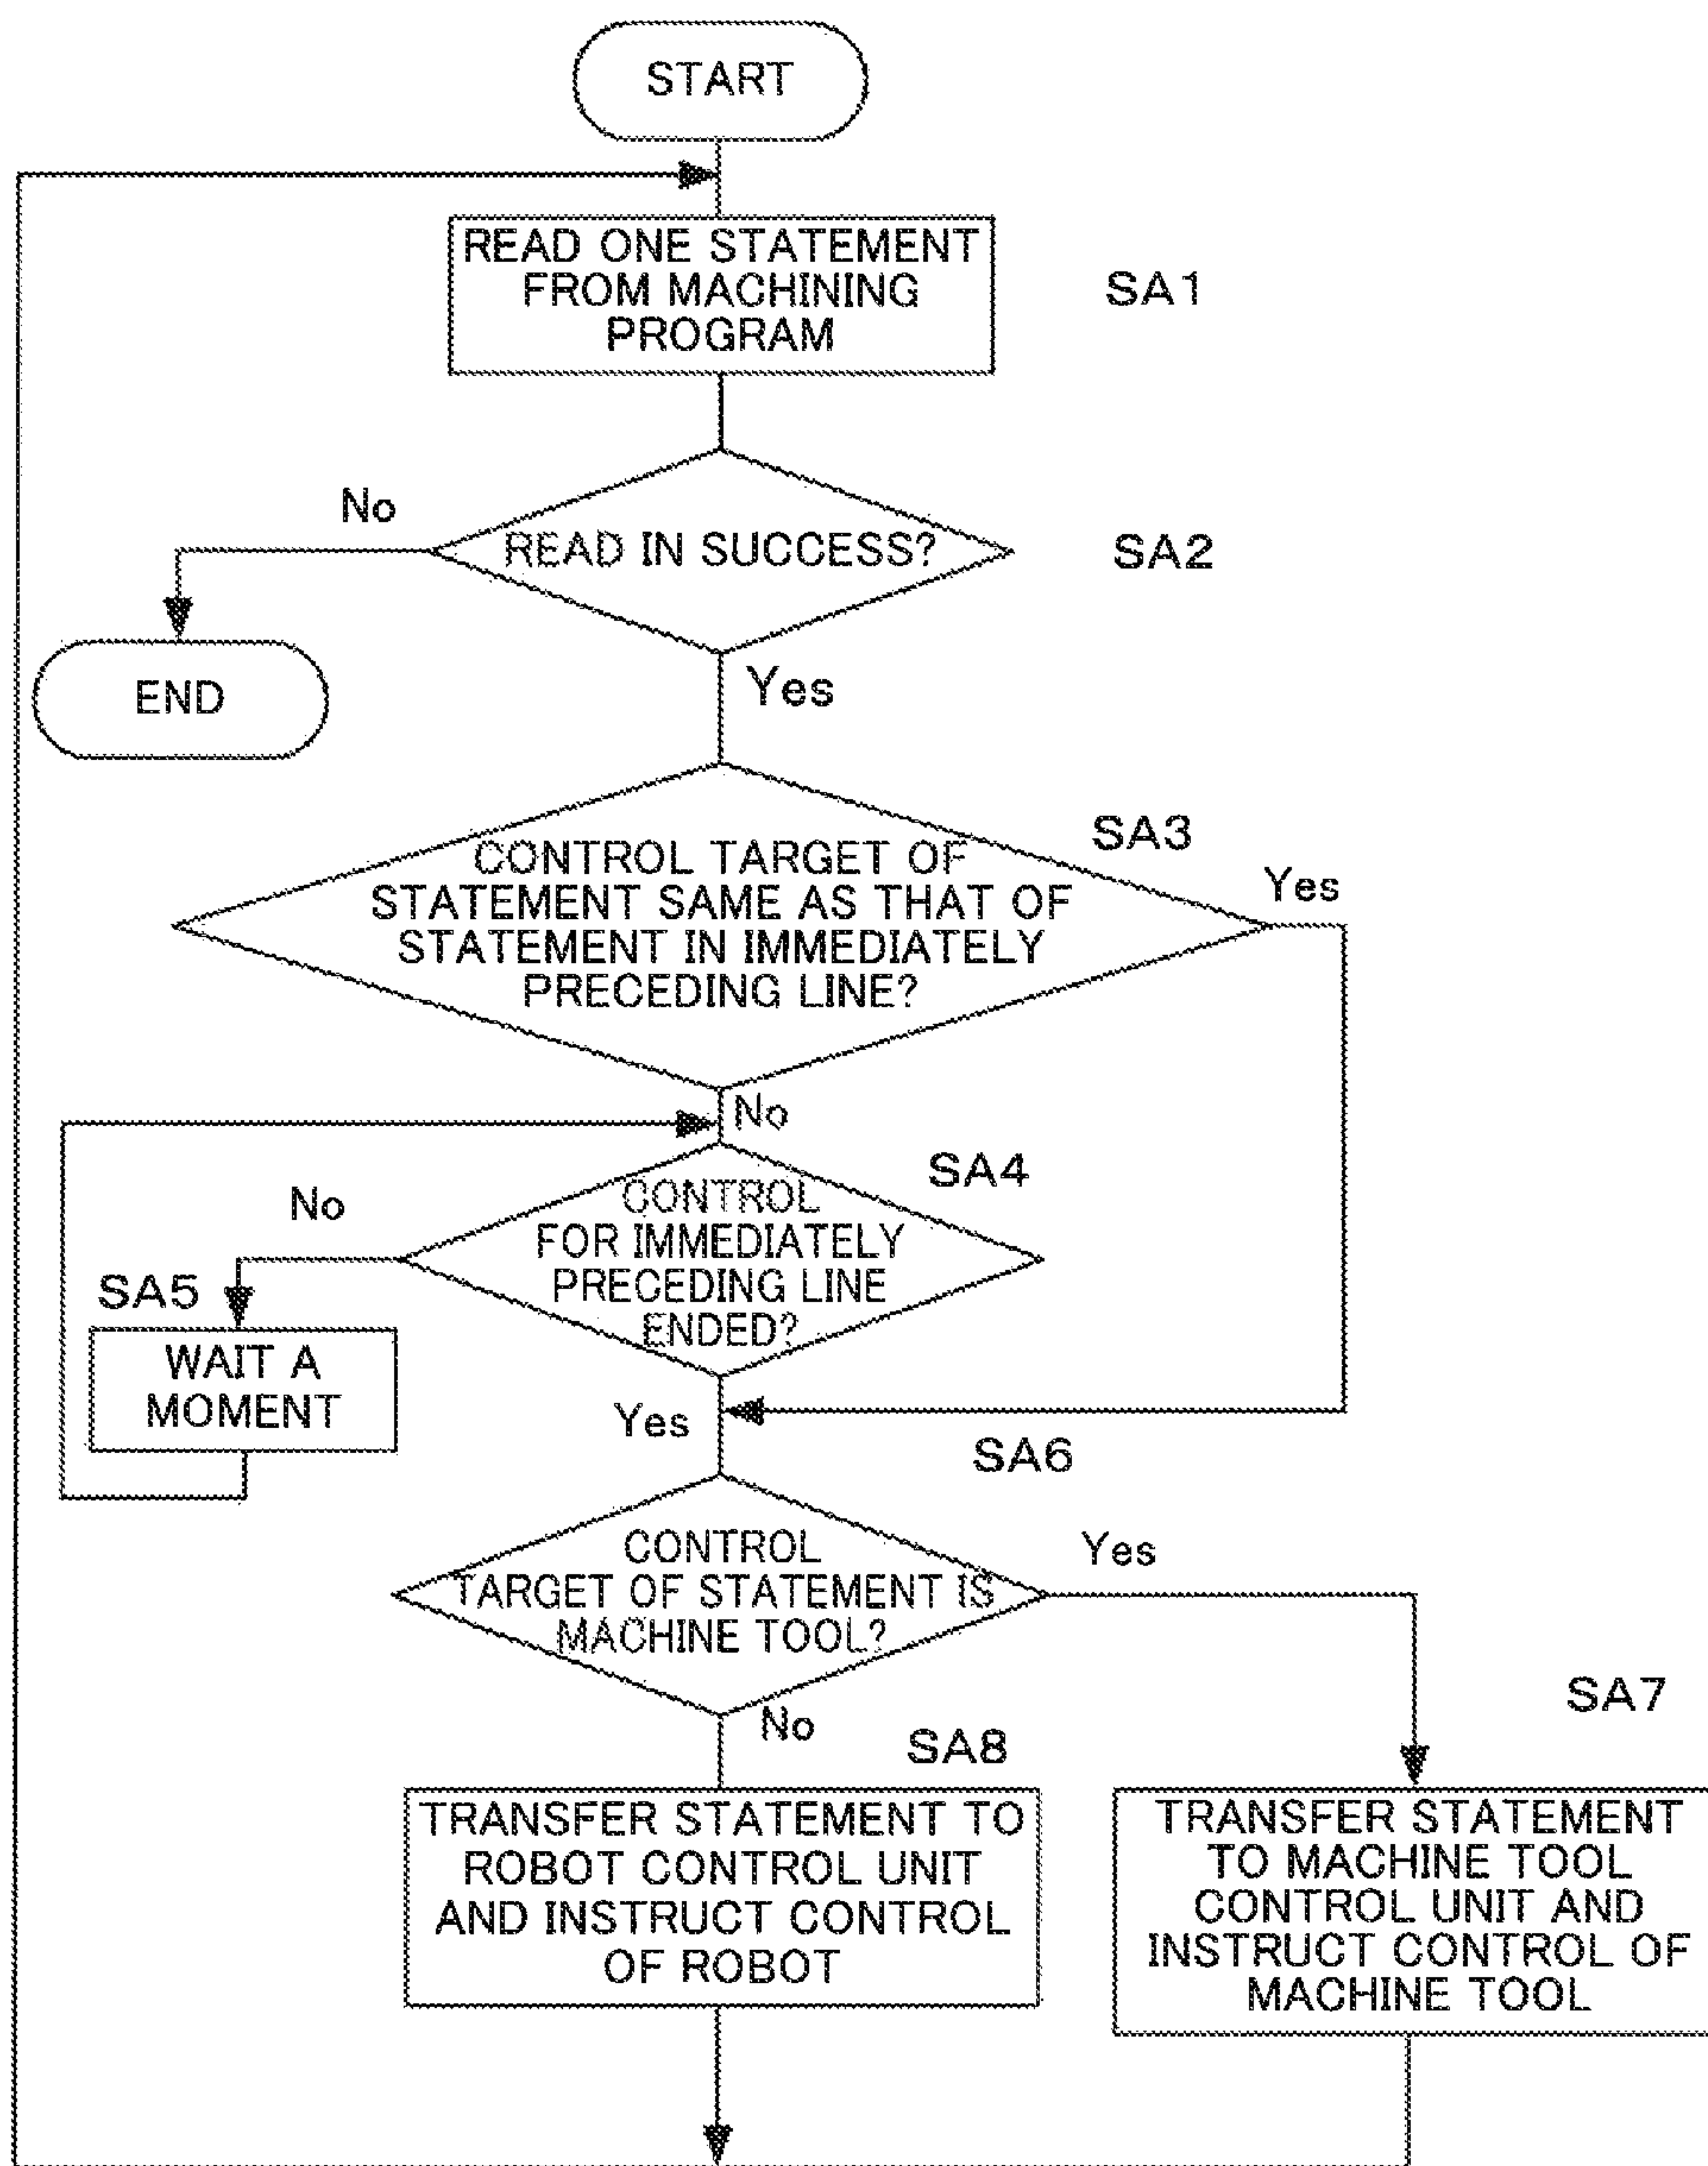 START
READ ONE STATEMENT
FROM MACHINING
PROGRAM
SA1
No
READ IN SUCCESS?
SA2
END
Yes
SA3
CONTROL TARGET OF
STATEMENT SAME AS THAT OF
STATEMENT IN IMMEDIATELY
PRECEDING LINE?
Yes
No
SA4
No
CONTROL
FOR IMMEDIATELY
PRECEDING LINE
ENDED?
SA5
WAIT A
MOMENT
Yes
SA6
CONTROL
TARGET OF STATEMENT IS
MACHINE TOOL?
Yes
No
SA8
SA7
TRANSFER STATEMENT TO
ROBOT CONTROL UNIT
AND INSTRUCT CONTROL
OF ROBOT
TRANSFER STATEMENT
TO MACHINE TOOL
CONTROL UNIT AND
INSTRUCT CONTROL OF
MACHINE TOOL